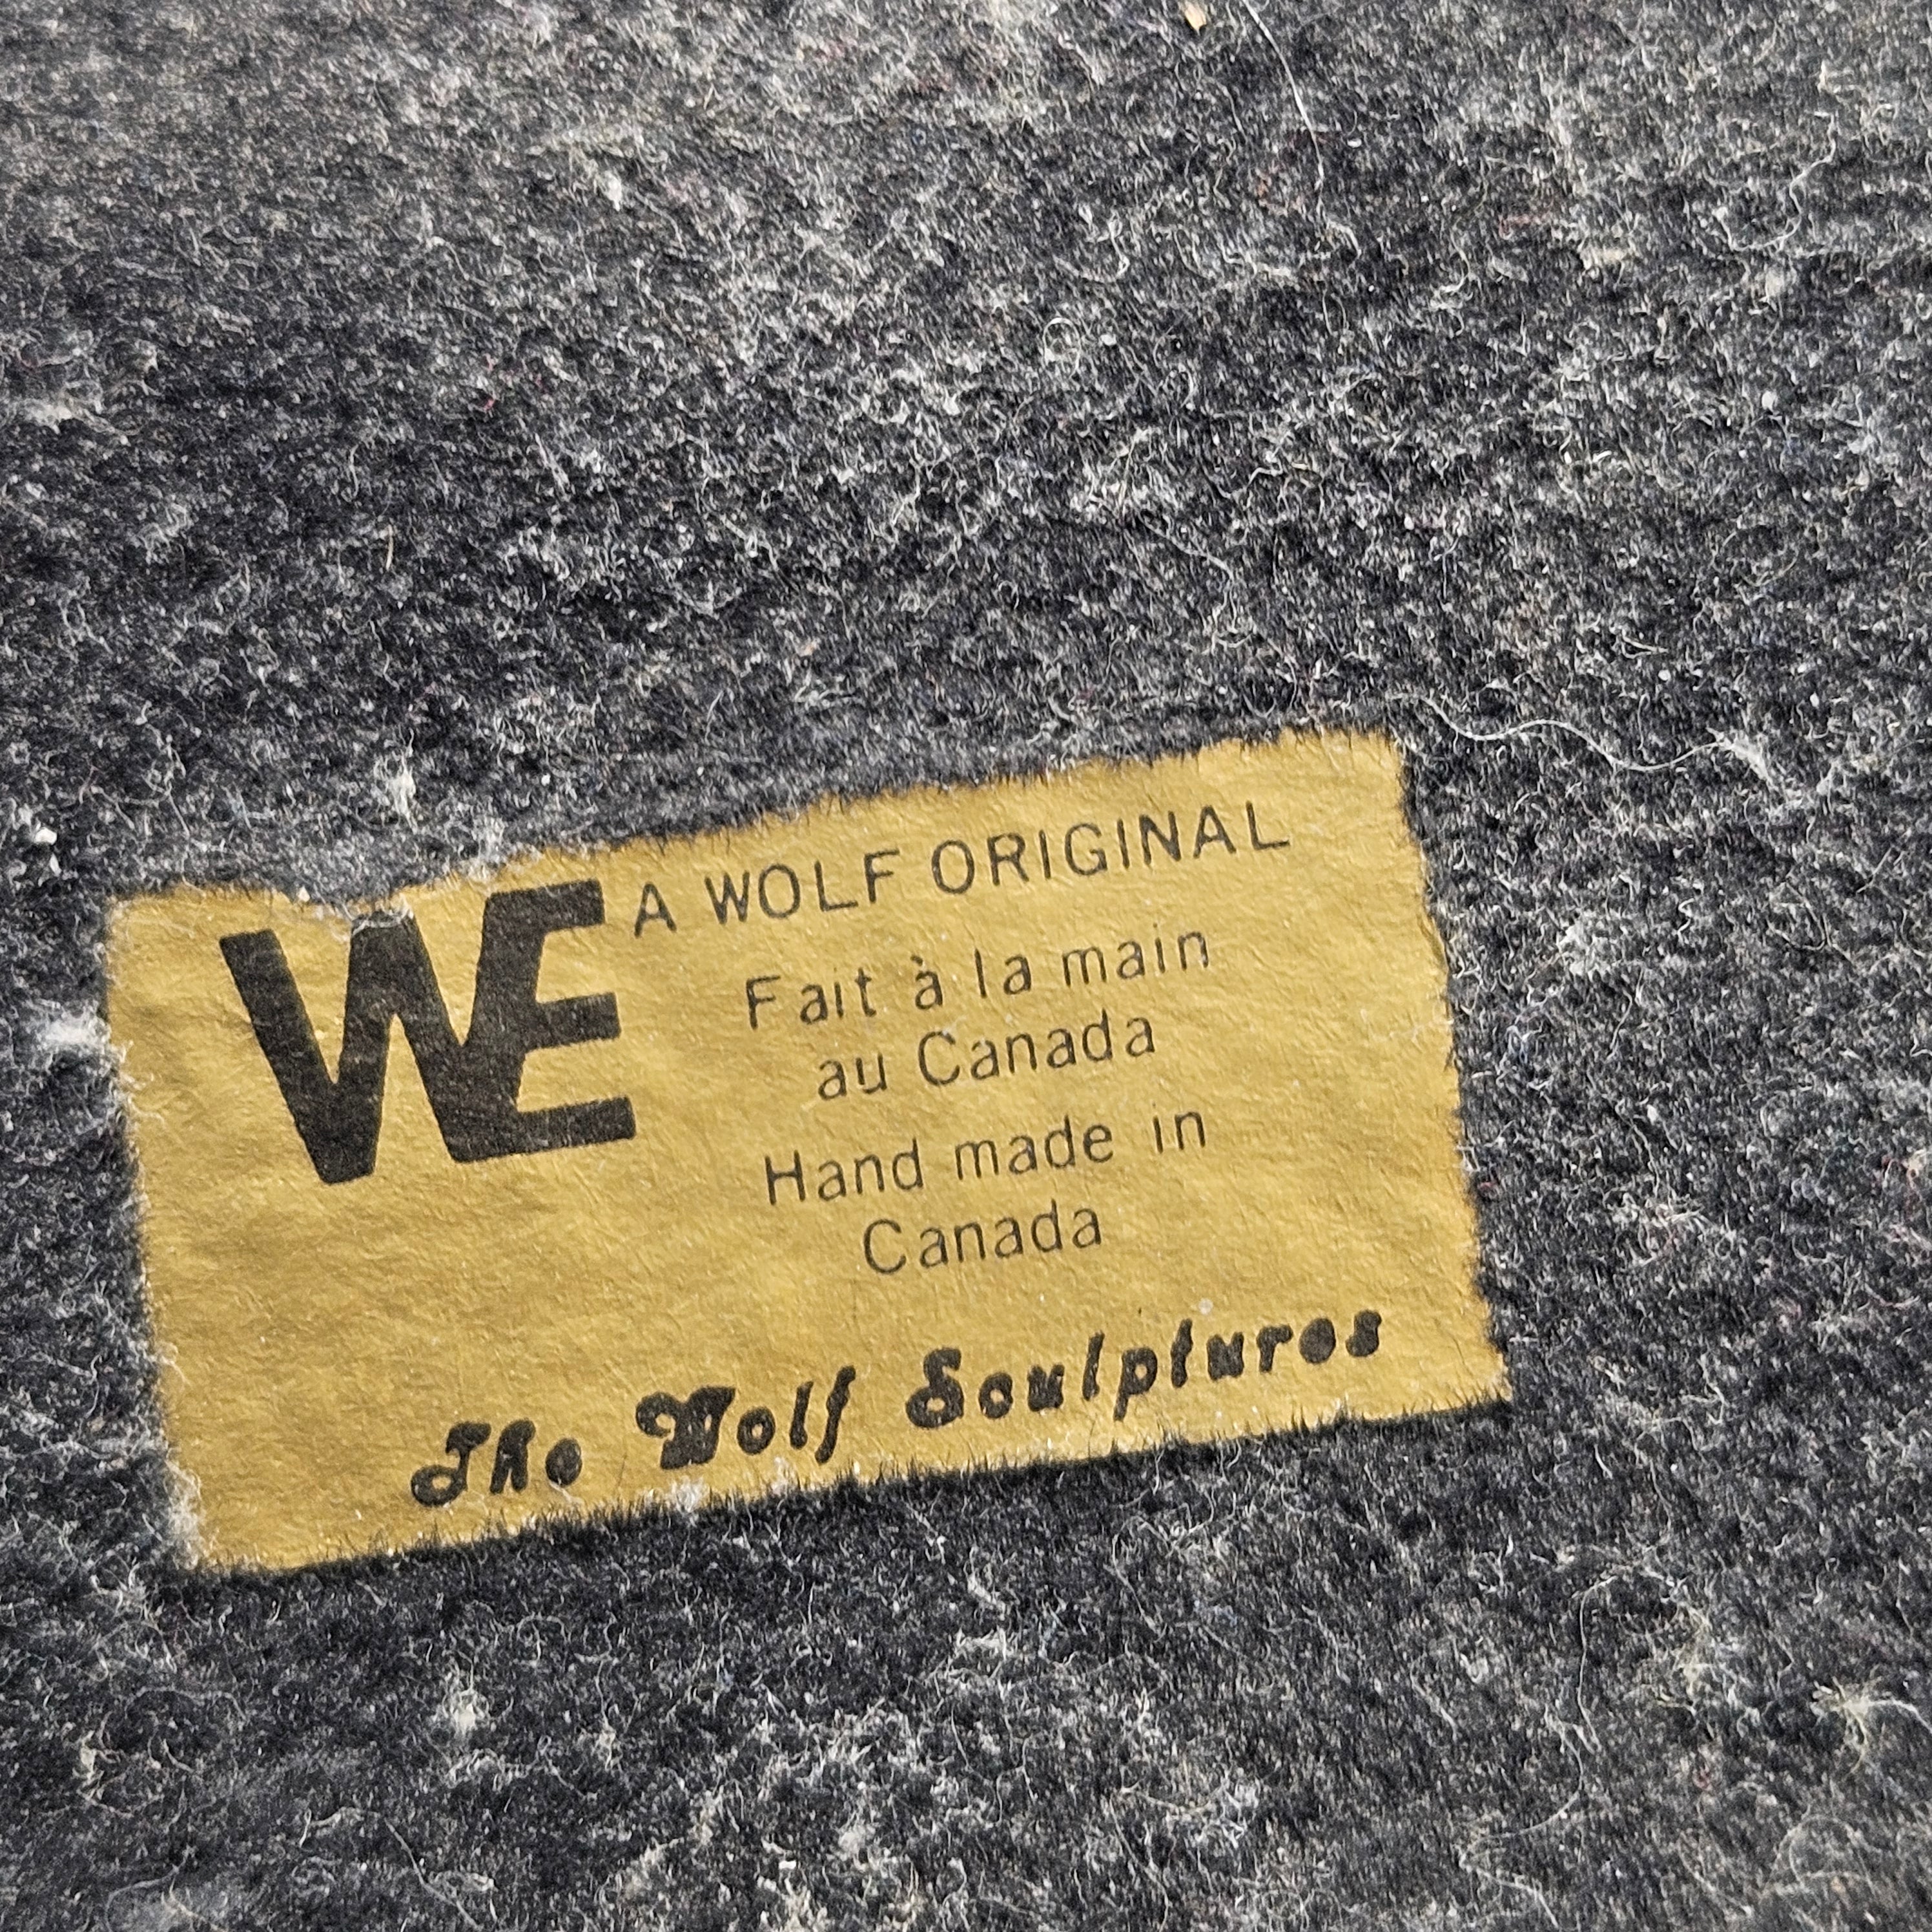 WE
A WOLF ORIGINAL
Fait à la main
au Canada
Hand made in
Canada
The Wolf Sculptures